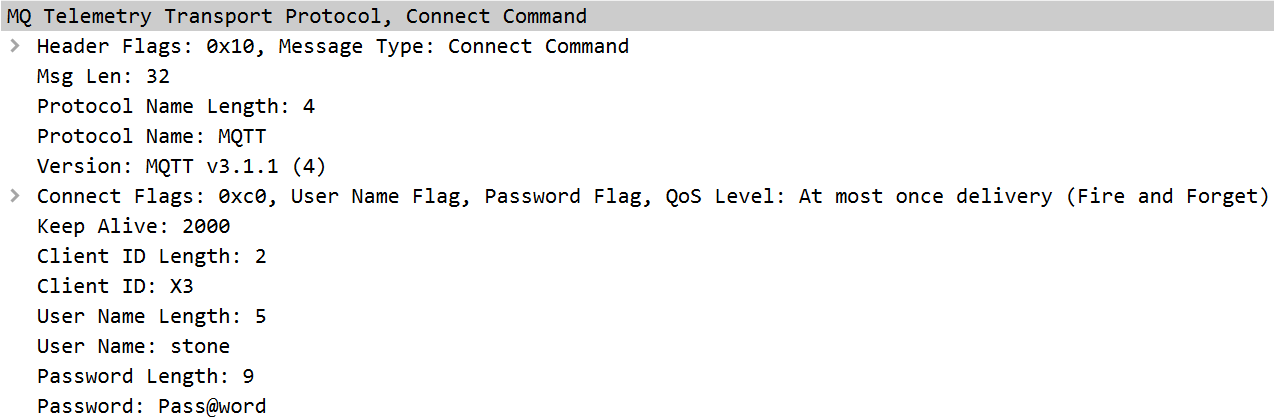 MQ Telemetry Transport Protocol, Connect Command
Header Flags: 0x10, Message Type: Connect Command
Msg Len: 32
Protocol Name Length: 4
Protocol Name: MQTT
Version: MQTT v3.1.1 (4)
Connect Flags: 0xc0, User Name Flag, Password Flag, QoS Level: At most once delivery (Fire and Forget)
Keep Alive: 2000
Client ID Length: 2
Client ID: X3
User Name Length: 5
User Name: stone
Password Length: 9
Password: Pass@word